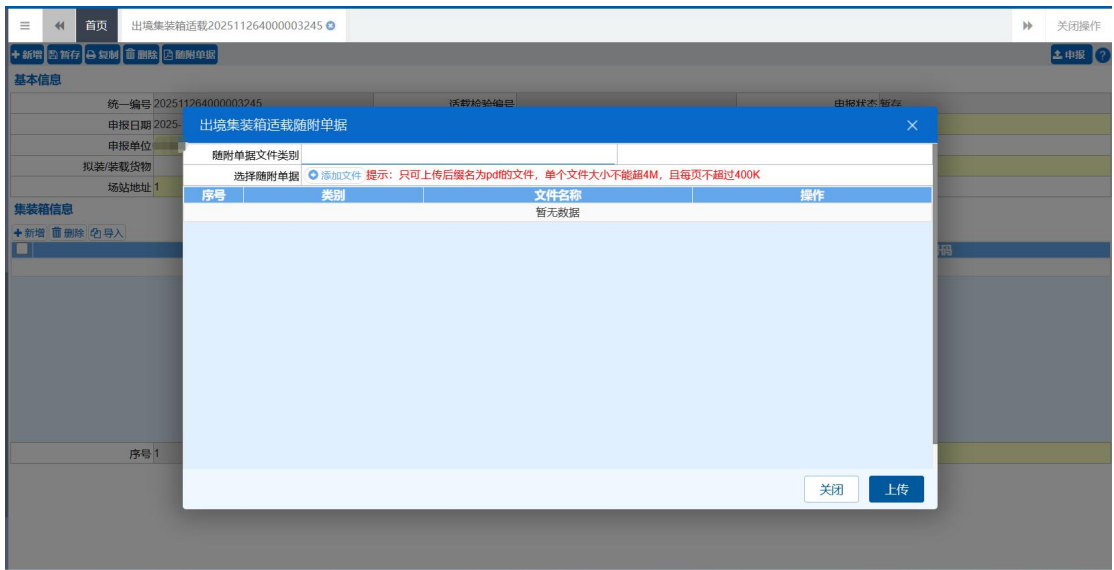 首页 出境集装箱适载202511264000003245 关闭操作
新增 暂存 复制 删除 随附单据 申报 ?
基本信息
统一编号 202511264000003245 适载检验编号 申报状态 暂存
申报日期 2025-
申报单位
拟装/装载货物
场站地址 1
集装箱信息
新增 删除 导入
码
序号 1
出境集装箱适载随附单据
随附单据文件类别
选择随附单据 添加文件 提示：只可上传后缀名为pdf的文件，单个文件大小不能超4M，且每页不超过400K
序号 类别 文件名称 操作
暂无数据
关闭 上传